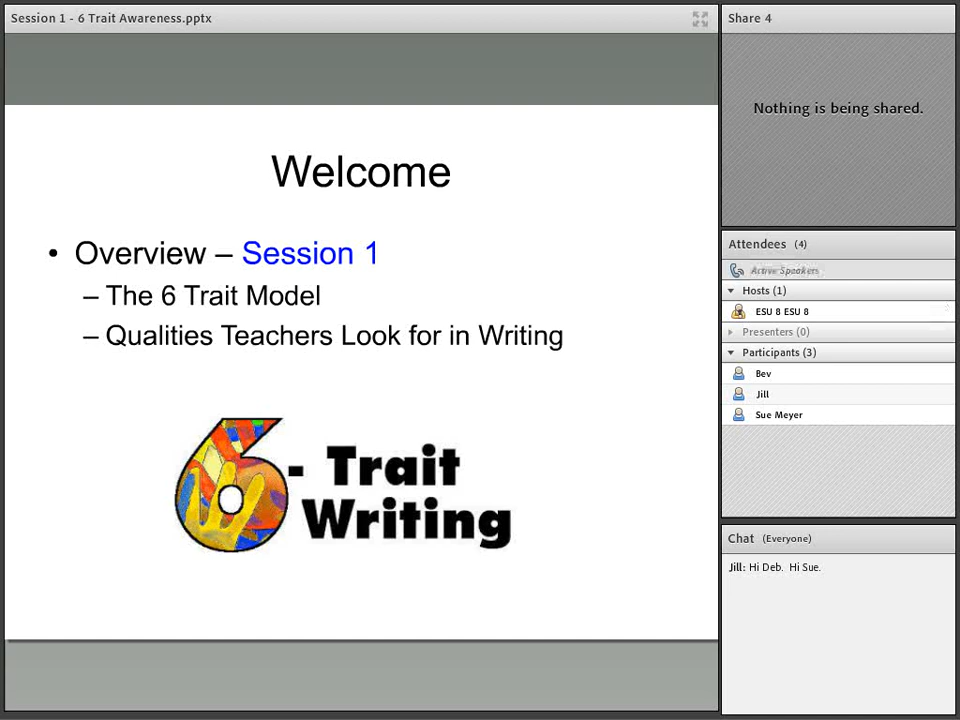 Session 1 - 6 Trait Awareness.pptx
Welcome
• Overview – Session 1
– The 6 Trait Model
– Qualities Teachers Look for in Writing
6 - Trait
Writing
Share 4
Nothing is being shared.
Attendees (4)
Active Speakers
Hosts (1)
ESU 8 ESU 8
Presenters (0)
Participants (3)
Bev
Jill
Sue Meyer
Chat (Everyone)
Jill: Hi Deb. Hi Sue.